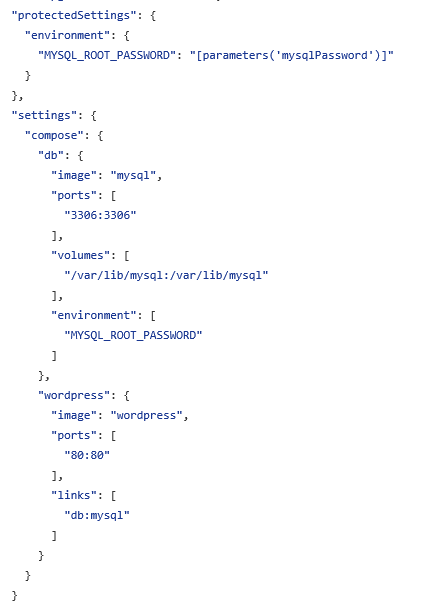 "protectedSettings": {
"environment": {
"MYSQL_ROOT_PASSWORD": "[parameters('mysqlPassword')]"
}
},
"settings": {
"compose": {
"db": {
"image": "mysql",
"ports": [
"3306:3306"
],
"volumes": [
"/var/lib/mysql:/var/lib/mysql"
],
"environment": [
"MYSQL_ROOT_PASSWORD"
]
},
"wordpress": {
"image": "wordpress",
"ports": [
"80:80"
],
"links": [
"db:mysql"
]
}
}
}